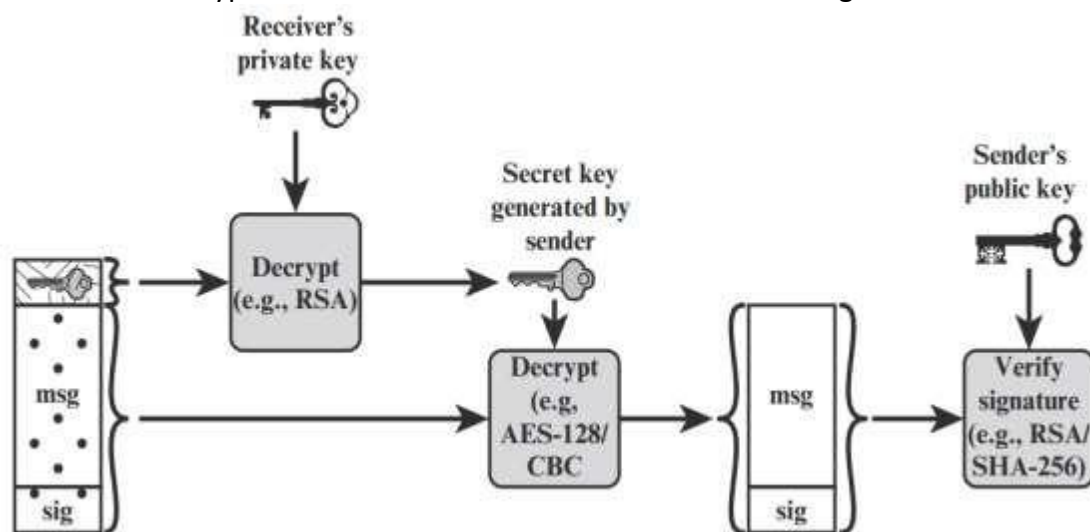 Receiver's
private key
Decrypt
(e.g., RSA)
Secret key
generated by
sender
Sender's
public key
msg
sig
Decrypt
(e.g,
AES-128/
CBC
msg
sig
Verify
signature
(e.g., RSA/
SHA-256)